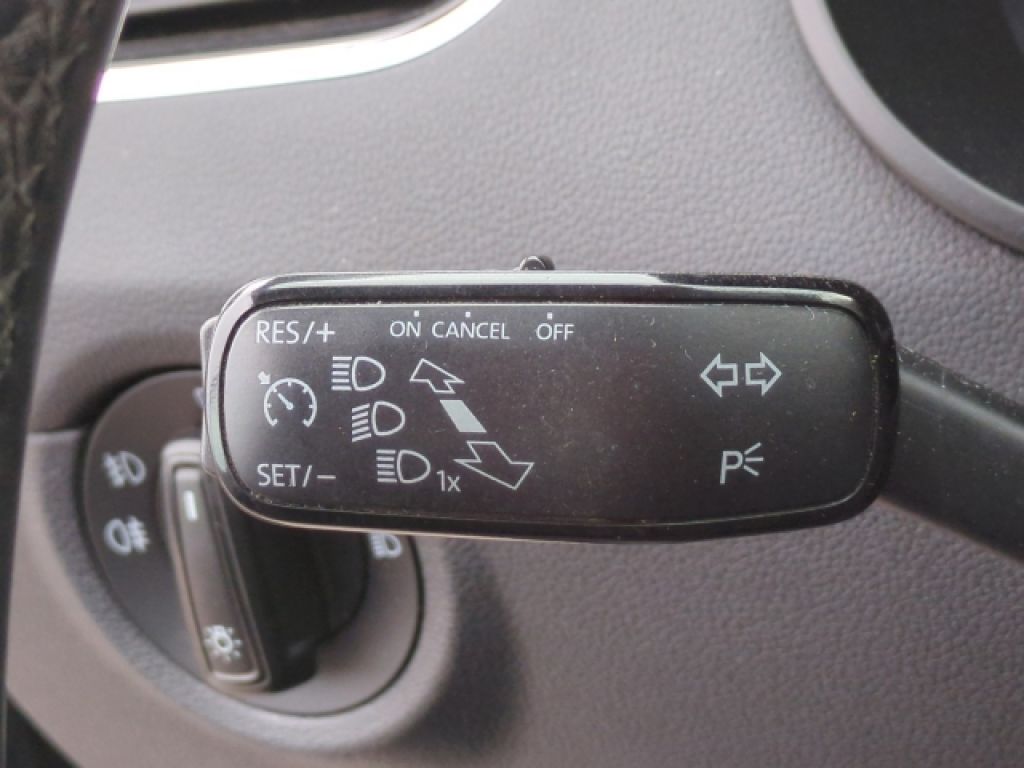 RES/+ ON CANCEL OFF
1x
SET/− P